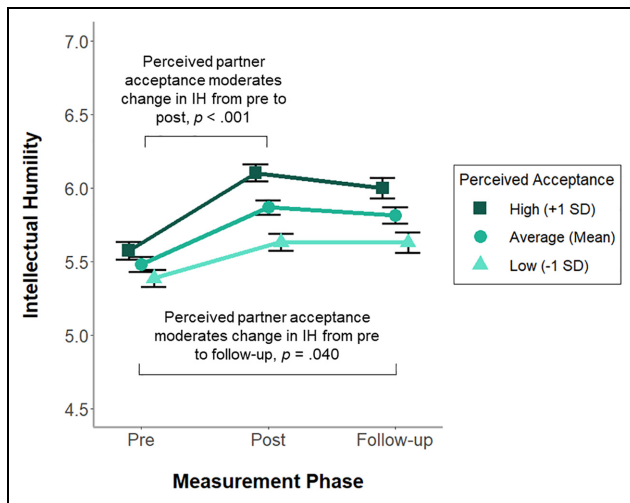 7.0
Perceived partner
acceptance moderates
change in IH from pre to
post, p < .001
6.5
6.0
5.5
5.0
4.5
Intellectual Humility
Perceived Acceptance
High (+1 SD)
Average (Mean)
Low (-1 SD)
Perceived partner acceptance
moderates change in IH from pre
to follow-up, p = .040
Pre
Post
Follow-up
Measurement Phase